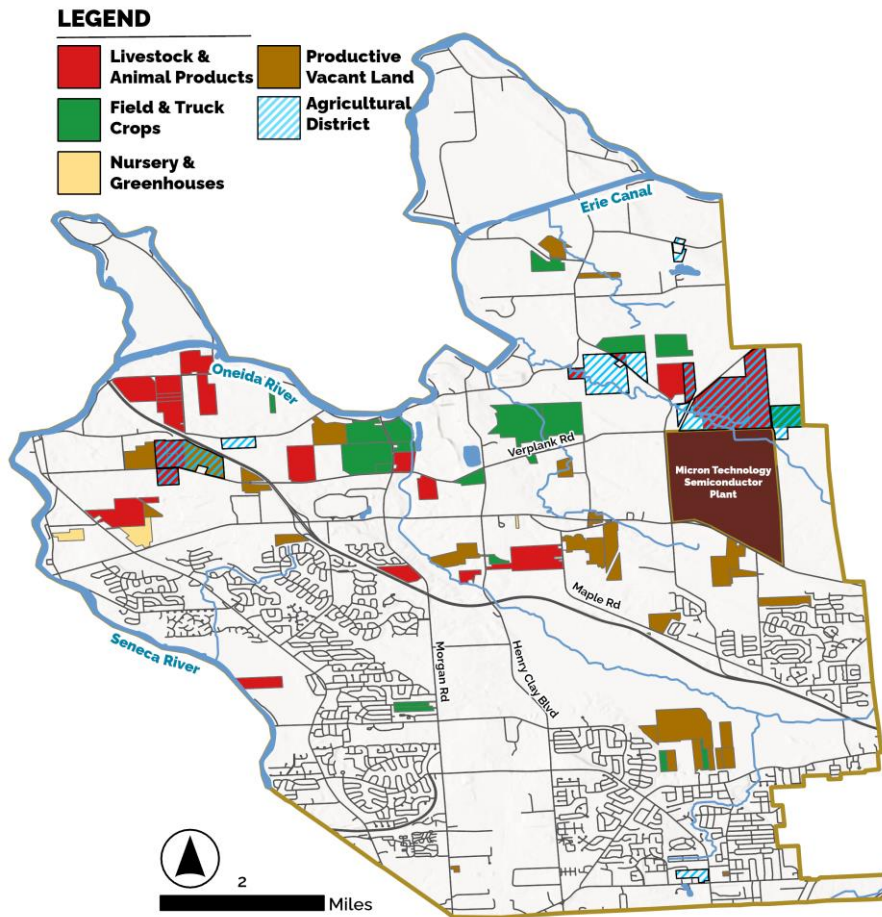 LEGEND
Livestock &
Animal Products
Productive
Vacant Land
Field & Truck
Crops
Agricultural
District
Nursery &
Greenhouses
Erie Canal
Oneida River
Verplank Rd
Micron Technology
Semiconductor
Plant
Maple Rd
Seneca River
Morgan Rd
Henry Clay Blvd
2
Miles